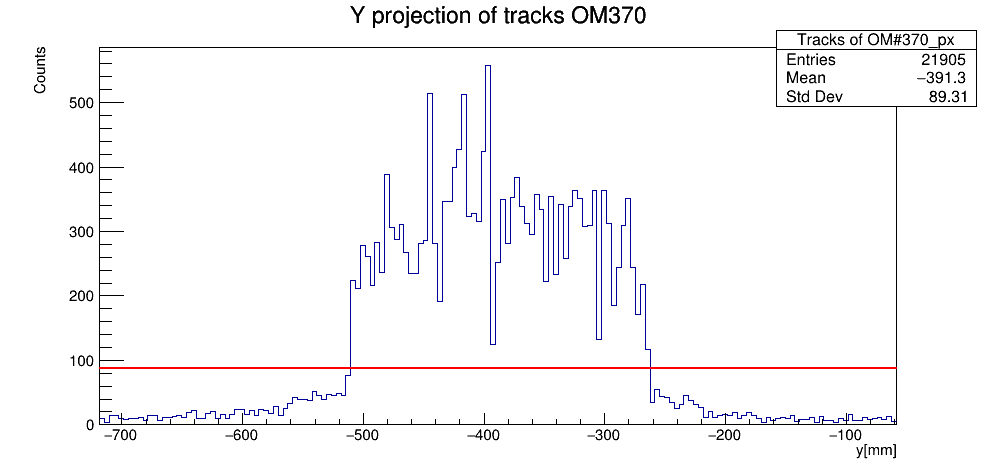 Y projection of tracks OM370
Counts
Tracks of OM#370_px
Entries 21905
Mean −391.3
Std Dev 89.31
500
400
300
200
100
0
−700 −600 −500 −400 −300 −200 −100
y[mm]